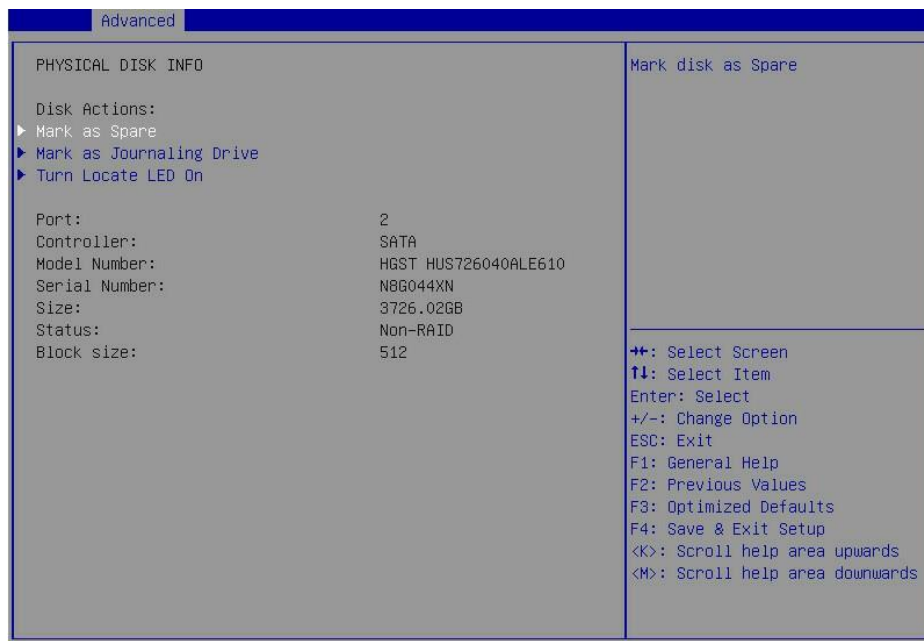 Advanced
PHYSICAL DISK INFO
Disk Actions:
Mark as Spare
Mark as Journaling Drive
Turn Locate LED On
Port: 2
Controller: SATA
Model Number: HGST HUS726040ALE610
Serial Number: N8G044XN
Size: 3726.02GB
Status: Non-RAID
Block size: 512
Mark disk as Spare
→←: Select Screen
↑↓: Select Item
Enter: Select
+/-: Change Option
ESC: Exit
F1: General Help
F2: Previous Values
F3: Optimized Defaults
F4: Save & Exit Setup
<K>: Scroll help area upwards
<M>: Scroll help area downwards